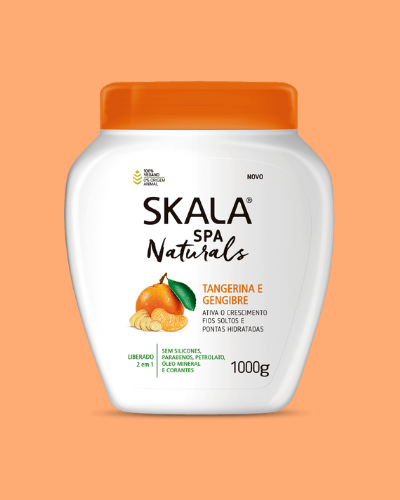 100%
VEGANO
0% ORIGEM
ANIMAL
NOVO
SKALA®
SPA
Naturals
TANGERINA E
GENGIBRE
ATIVA O CRESCIMENTO
FIOS SOLTOS E
PONTAS HIDRATADAS
LIBERADO
2 em 1
SEM SILICONES,
PARABENOS, PETROLATO,
ÓLEO MINERAL
E CORANTES
1000g